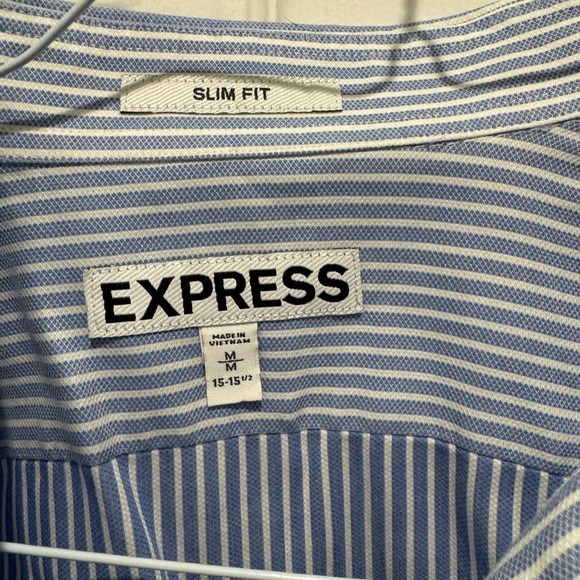 SLIM FIT
EXPRESS
MADE IN
VIETNAM
M
M
15-15 1/2